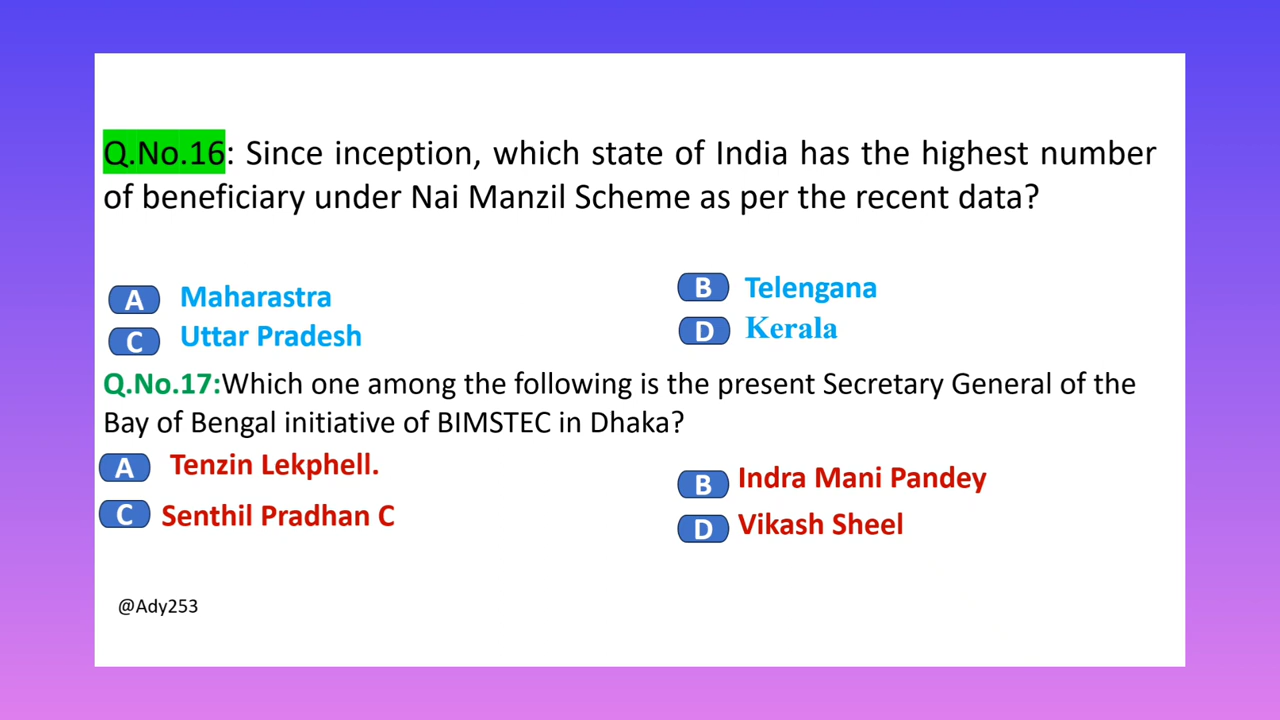 Q.No.16: Since inception, which state of India has the highest number
of beneficiary under Nai Manzil Scheme as per the recent data?
A Maharastra
B Telengana
C Uttar Pradesh
D Kerala
Q.No.17:Which one among the following is the present Secretary General of the
Bay of Bengal initiative of BIMSTEC in Dhaka?
A Tenzin Lekphell.
B Indra Mani Pandey
C Senthil Pradhan C
D Vikash Sheel
@Ady253